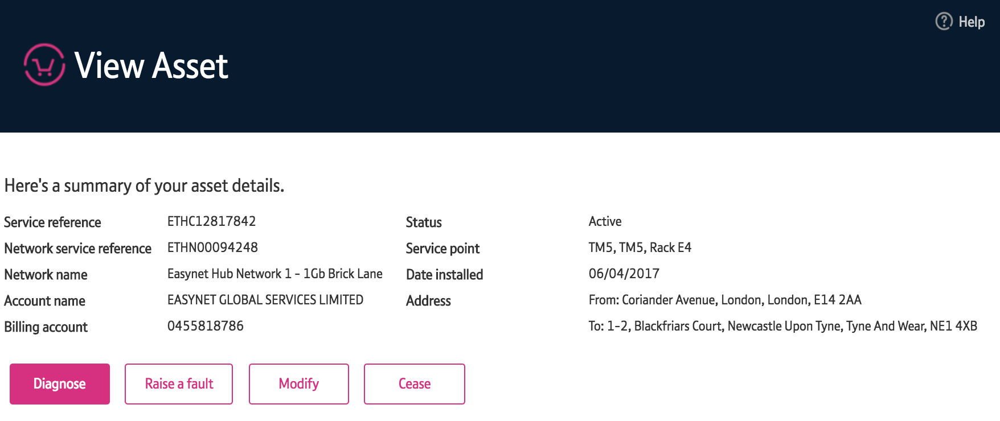 Help
View Asset
Here's a summary of your asset details.
Service reference ETHC12817842 Status Active
Network service reference ETHN00094248 Service point TM5, TM5, Rack E4
Network name Easynet Hub Network 1 - 1Gb Brick Lane Date installed 06/04/2017
Account name EASYNET GLOBAL SERVICES LIMITED Address From: Coriander Avenue, London, London, E14 2AA
Billing account 0455818786 To: 1-2, Blackfriars Court, Newcastle Upon Tyne, Tyne And Wear, NE1 4XB
Diagnose Raise a fault Modify Cease